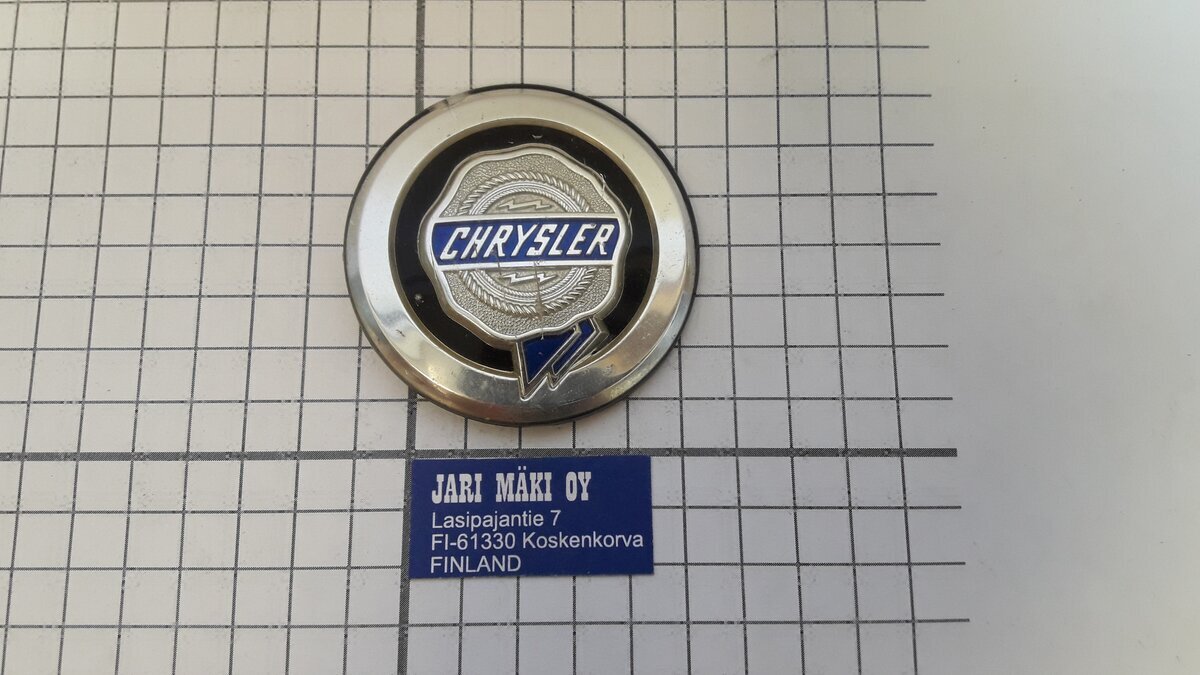 CHRYSLER
JARI MÄKI OY
Lasipajantie 7
FI-61330 Koskenkorva
FINLAND